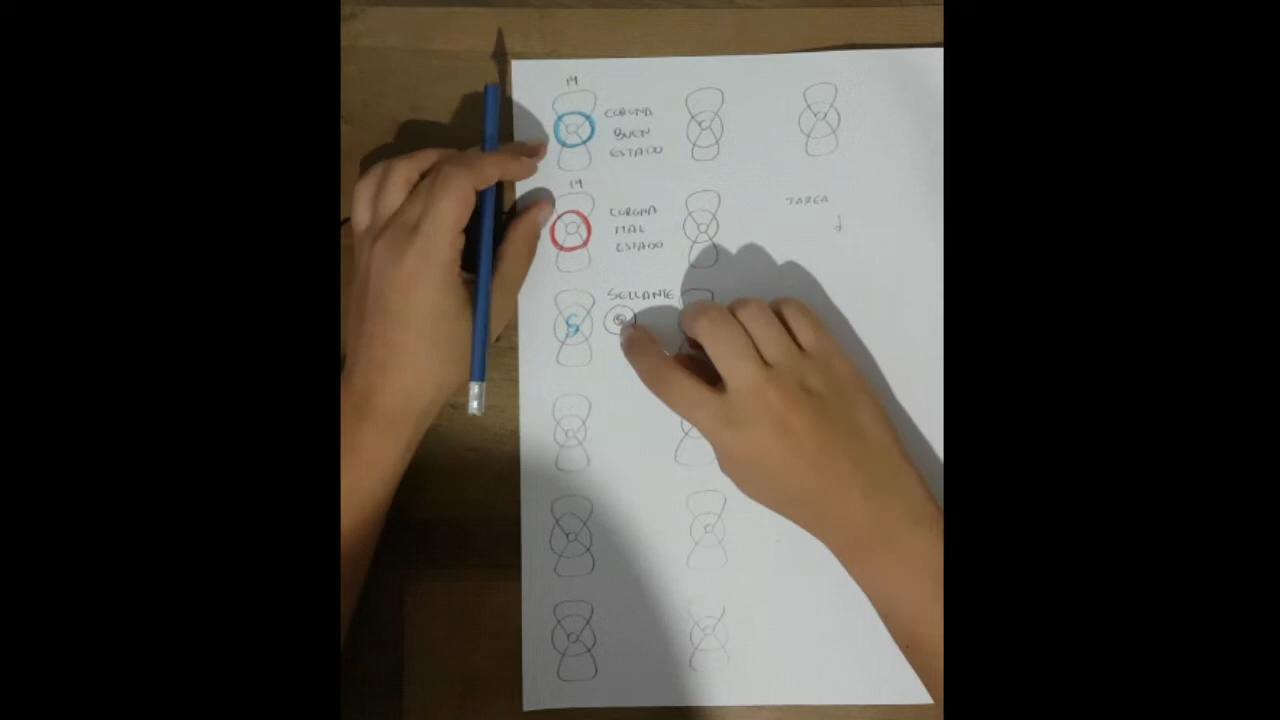 14
CORONA
BUEN
ESTADO
14
CORONA
MAL
ESTADO
TAREA
SELLANTE
S
S